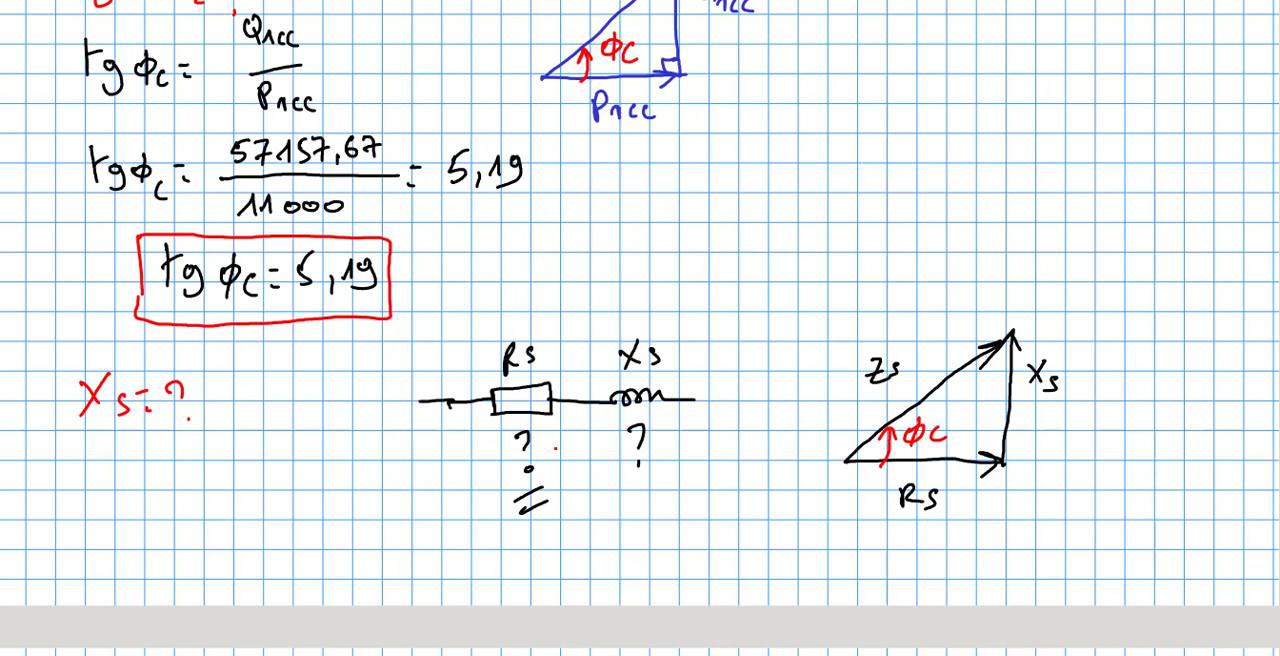 tg ϕc = Q1cc / P1cc
ϕc
P1cc
tg ϕc = 57157,67 / 11000 = 5,19
tg ϕc = 5,19
Xs = ?
Rs Xs
? ?
Zs Xs
ϕc
Rs